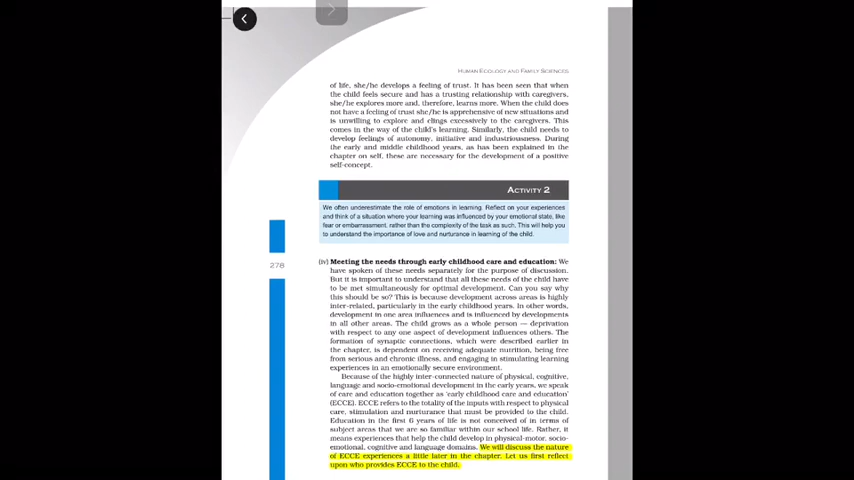 HUMAN ECOLOGY AND FAMILY SCIENCES
of life, she/he develops a feeling of trust. It has been seen that when
the child feels secure and has a trusting relationship with caregivers,
she/he explores more and, therefore, learns more. When the child does
not have a feeling of trust she/he is apprehensive of new situations and
is unwilling to explore and clings excessively to the caregivers. This
comes in the way of the child's learning. Similarly, the child needs to
develop feelings of autonomy, initiative and industriousness. During
the early and middle childhood years, as has been explained in the
chapter on self, these are necessary for the development of a positive
self-concept.
ACTIVITY 2
We often underestimate the role of emotions in learning. Reflect on your experiences
and think of a situation where your learning was influenced by your emotional state, like
fear or embarrassment, rather than the complexity of the task as such. This will help you
to understand the importance of love and nurturance in learning of the child.
278
(iv) Meeting the needs through early childhood care and education: We
have spoken of these needs separately for the purpose of discussion.
But it is important to understand that all these needs of the child have
to be met simultaneously for optimal development. Can you say why
this should be so? This is because development across areas is highly
inter-related, particularly in the early childhood years. In other words,
development in one area influences and is influenced by developments
in all other areas. The child grows as a whole person — deprivation
with respect to any one aspect of development influences others. The
formation of synaptic connections, which were described earlier in
the chapter, is dependent on receiving adequate nutrition, being free
from serious and chronic illness, and engaging in stimulating learning
experiences in an emotionally secure environment.
Because of the highly inter-connected nature of physical, cognitive,
language and socio-emotional development in the early years, we speak
of care and education together as 'early childhood care and education'
(ECCE). ECCE refers to the totality of the inputs with respect to physical
care, stimulation and nurturance that must be provided to the child.
Education in the first 6 years of life is not conceived of in terms of
subject areas that we are so familiar within our school life. Rather, it
means experiences that help the child develop in physical-motor, socio-
emotional, cognitive and language domains. We will discuss the nature
of ECCE experiences a little later in the chapter. Let us first reflect
upon who provides ECCE to the child.